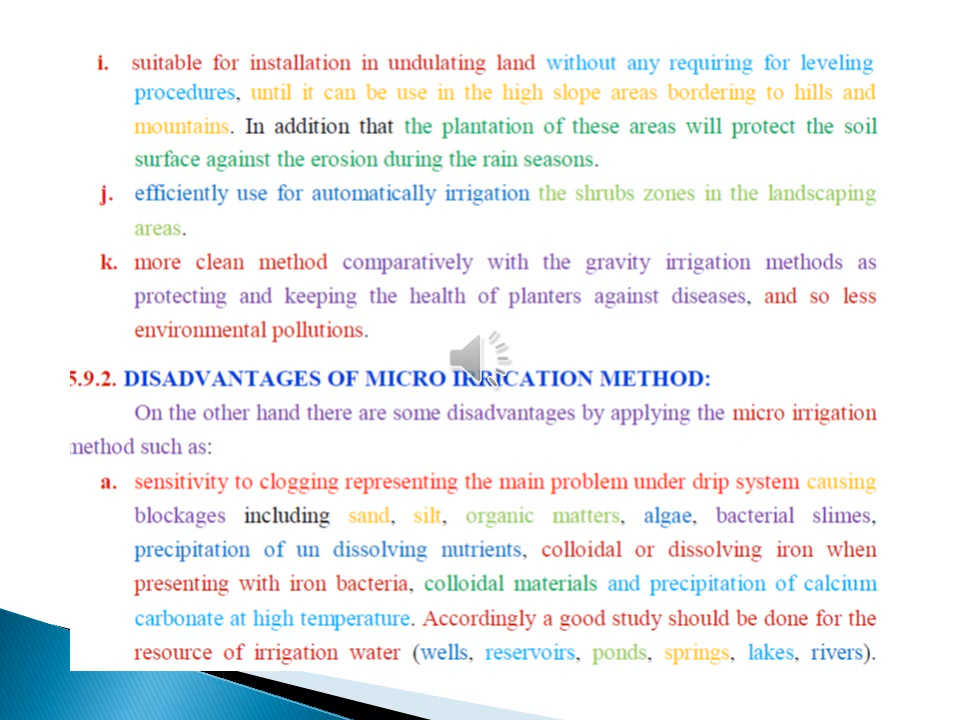 i. suitable for installation in undulating land without any requiring for leveling
procedures, until it can be use in the high slope areas bordering to hills and
mountains. In addition that the plantation of these areas will protect the soil
surface against the erosion during the rain seasons.
j. efficiently use for automatically irrigation the shrubs zones in the landscaping
areas.
k. more clean method comparatively with the gravity irrigation methods as
protecting and keeping the health of planters against diseases, and so less
environmental pollutions.
5.9.2. DISADVANTAGES OF MICRO IRRICATION METHOD:
On the other hand there are some disadvantages by applying the micro irrigation
method such as:
a. sensitivity to clogging representing the main problem under drip system causing
blockages including sand, silt, organic matters, algae, bacterial slimes,
precipitation of un dissolving nutrients, colloidal or dissolving iron when
presenting with iron bacteria, colloidal materials and precipitation of calcium
carbonate at high temperature. Accordingly a good study should be done for the
resource of irrigation water (wells, reservoirs, ponds, springs, lakes, rivers).